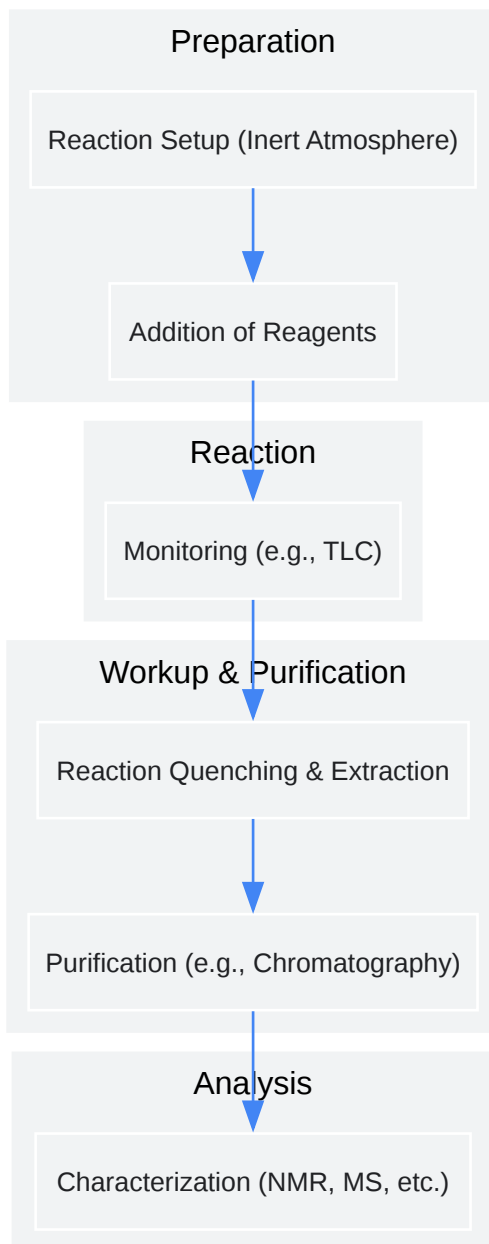 Preparation
Reaction Setup (Inert Atmosphere)
Addition of Reagents
Reaction
Monitoring (e.g., TLC)
Workup & Purification
Reaction Quenching & Extraction
Purification (e.g., Chromatography)
Analysis
Characterization (NMR, MS, etc.)